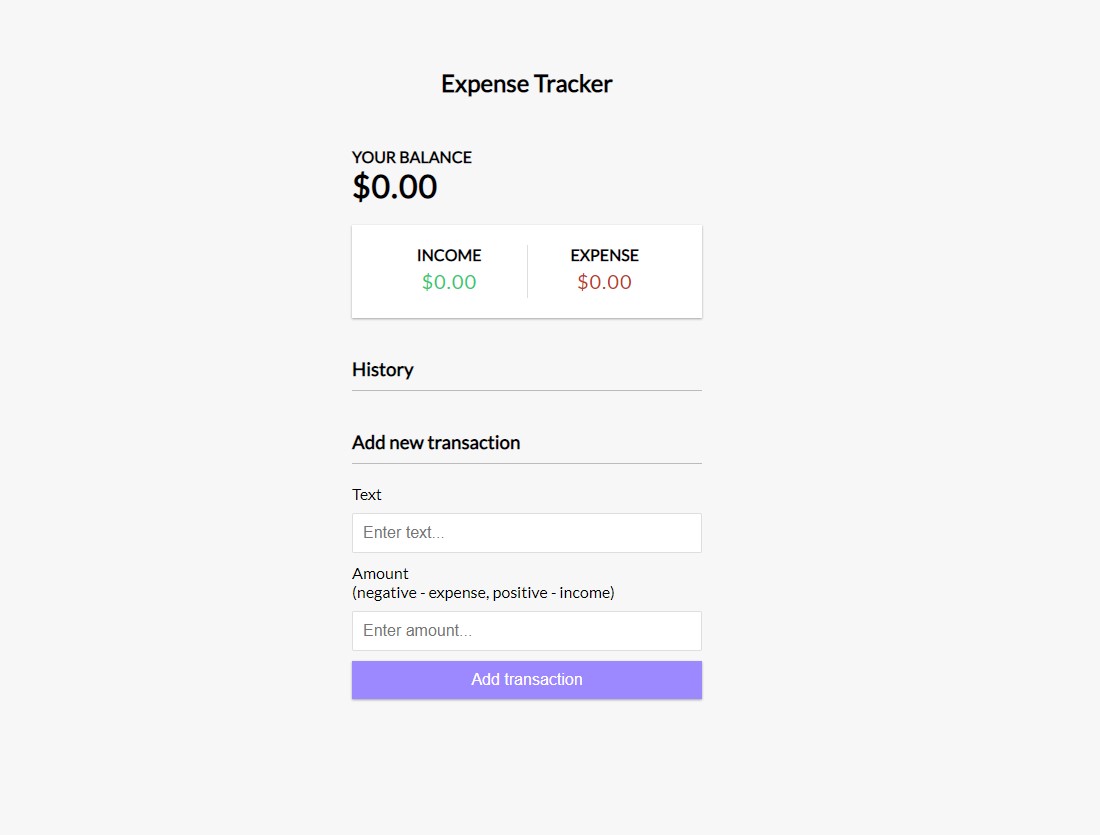 Expense Tracker
YOUR BALANCE
$0.00
INCOME
EXPENSE
$0.00
$0.00
History
Add new transaction
Text
Enter text...
Amount
(negative - expense, positive - income)
Enter amount...
Add transaction